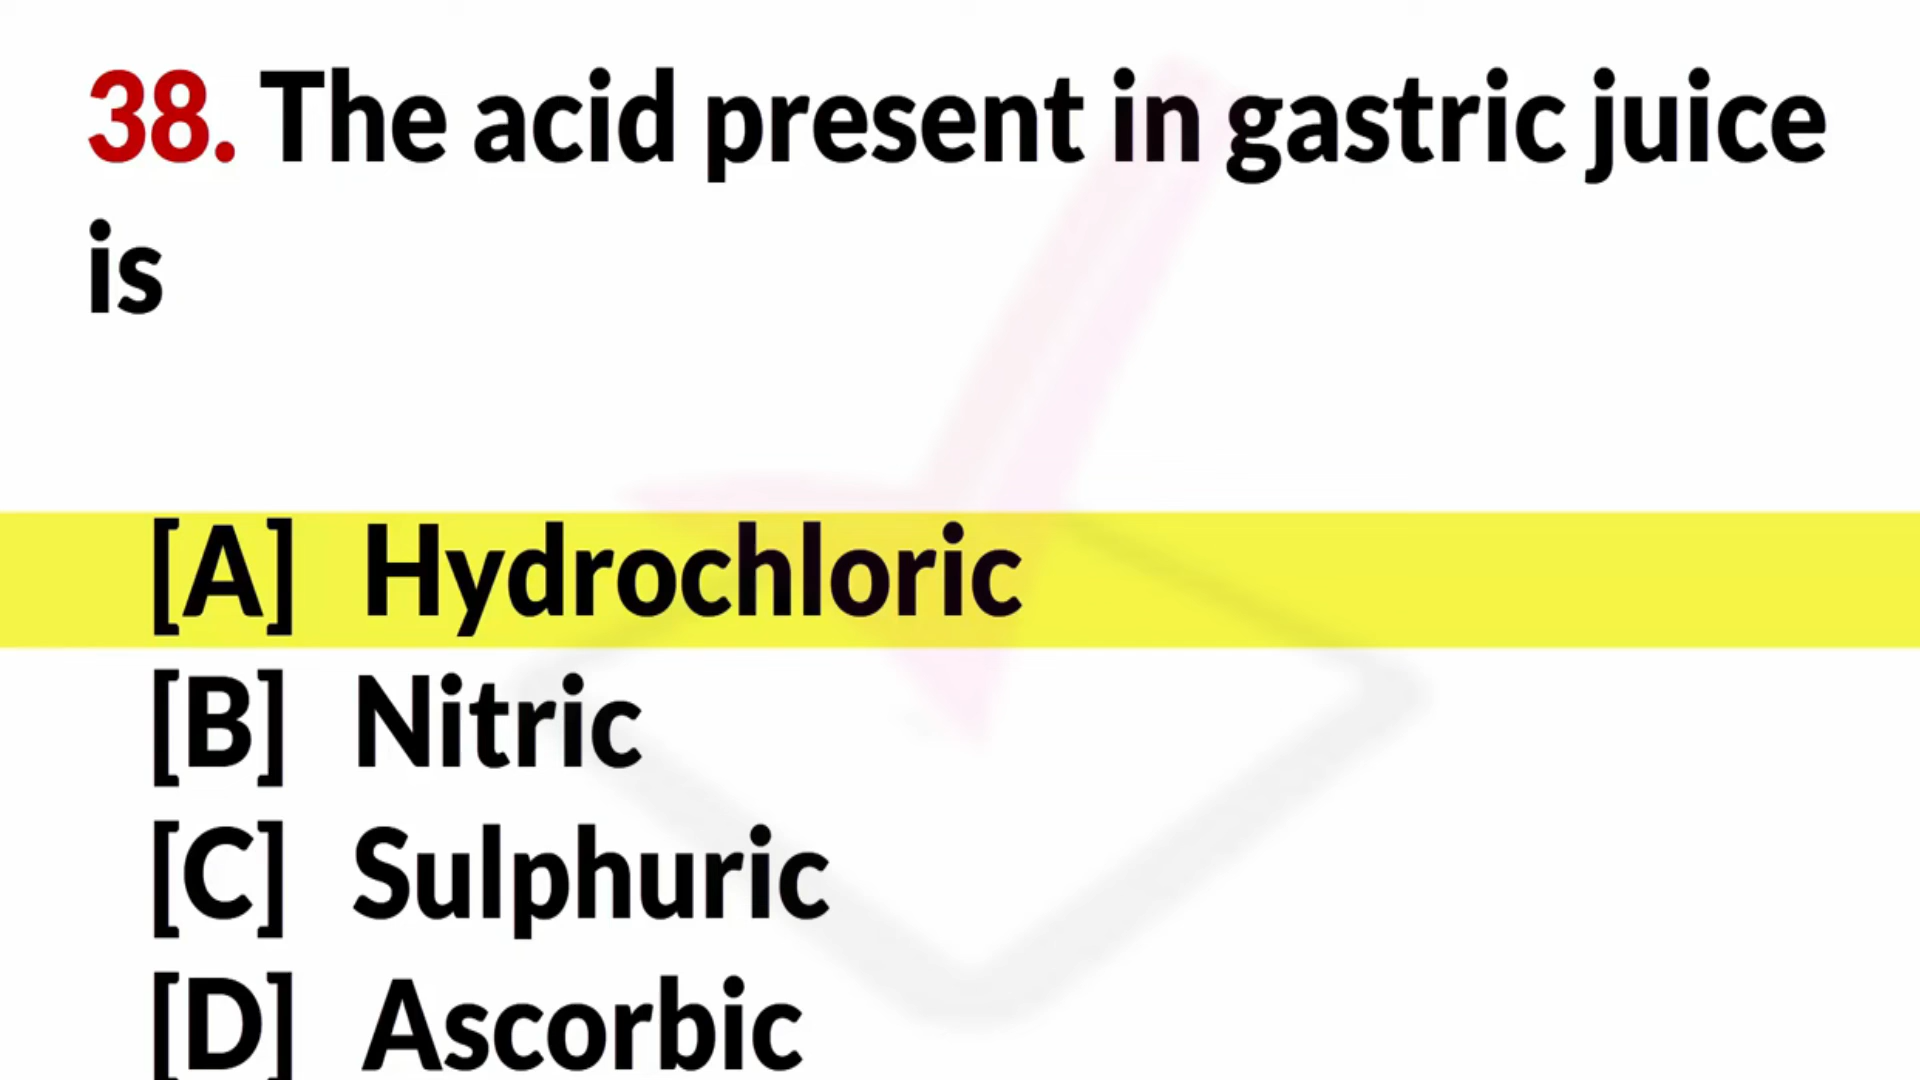 38. The acid present in gastric juice
is
[A] Hydrochloric
[B] Nitric
[C] Sulphuric
[D] Ascorbic